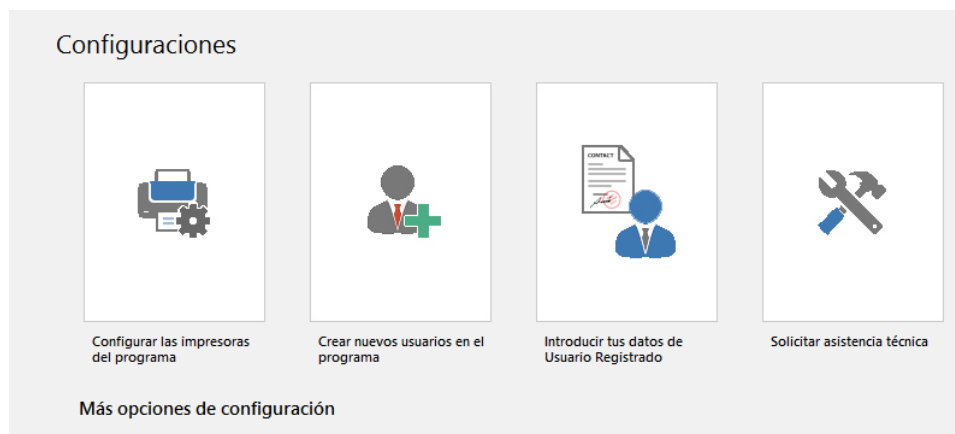 Configuraciones
CONTRCT
Configurar las impresoras
del programa
Crear nuevos usuarios en el
programa
Introducir tus datos de
Usuario Registrado
Solicitar asistencia técnica
Más opciones de configuración